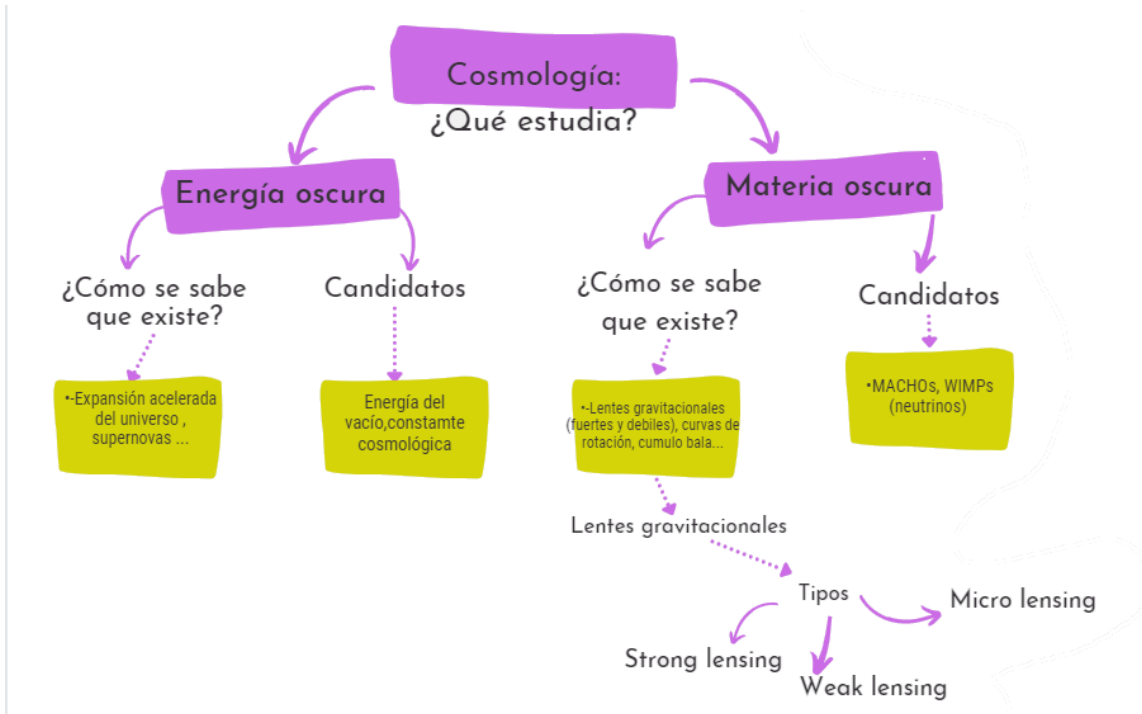 Cosmología:
¿Qué estudia?
Energía oscura
Materia oscura
¿Cómo se sabe
que existe?
Candidatos
¿Cómo se sabe
que existe?
Candidatos
•-Expansión acelerada
del universo ,
supernovas ...
Energía del
vacío,constamte
cosmológica
•-Lentes gravitacionales
(fuertes y debiles), curvas de
rotación, cumulo bala...
•MACHOs, WIMPs
(neutrinos)
Lentes gravitacionales
Tipos
Micro lensing
Strong lensing
Weak lensing